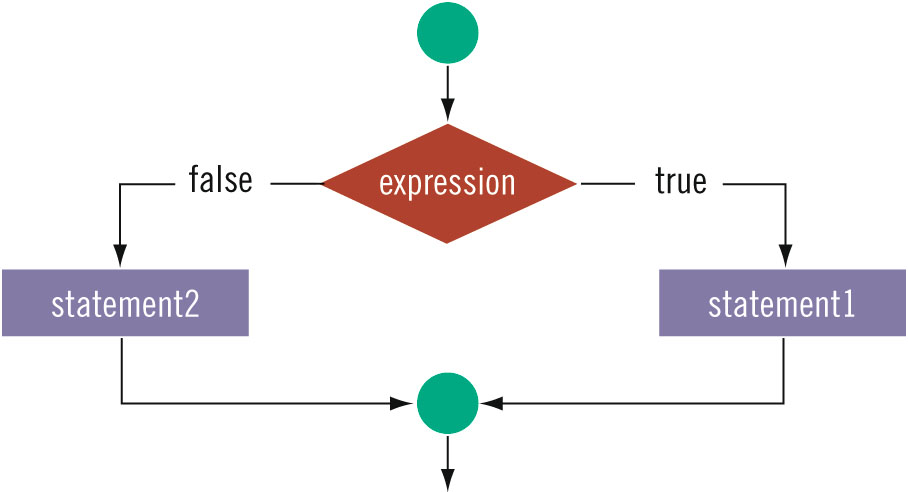 false
expression
true
statement2
statement1